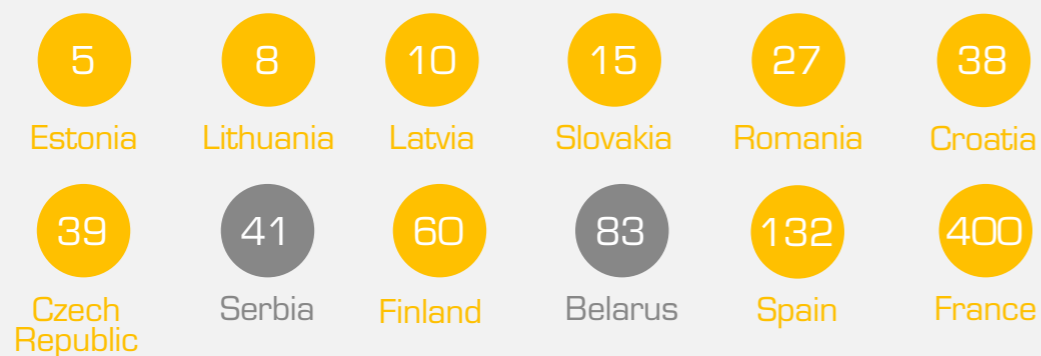 5 8 10 15 27 38
Estonia Lithuania Latvia Slovakia Romania Croatia
39 41 60 83 132 400
Czech Republic Serbia Finland Belarus Spain France